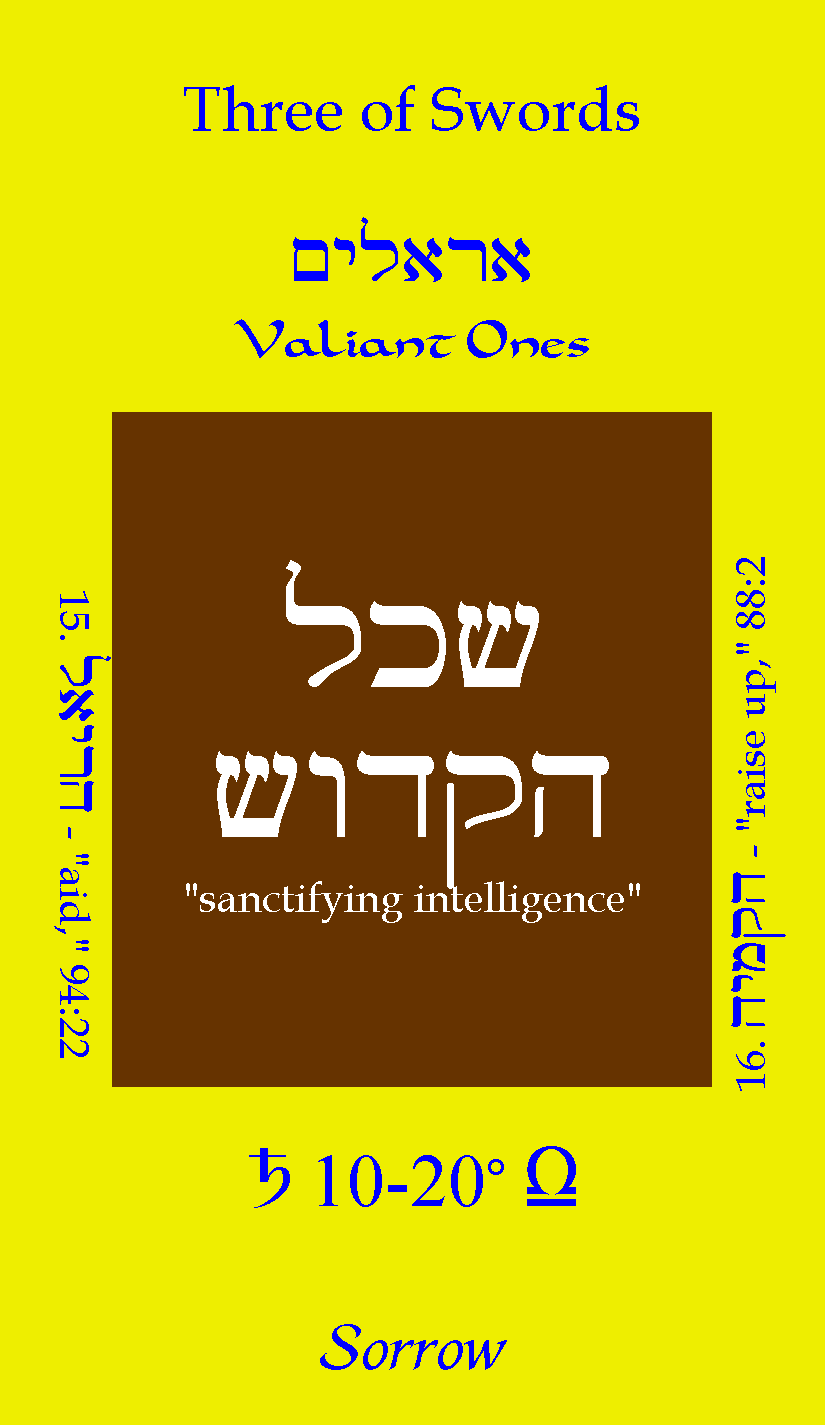 Three of Swords
אראלים
Valiant Ones
15. הריאל - "aid," 94:22
שכל
הקדוש
"sanctifying intelligence"
16. הקמיה - "raise up," 88:2
♄ 10-20° ♎
Sorrow